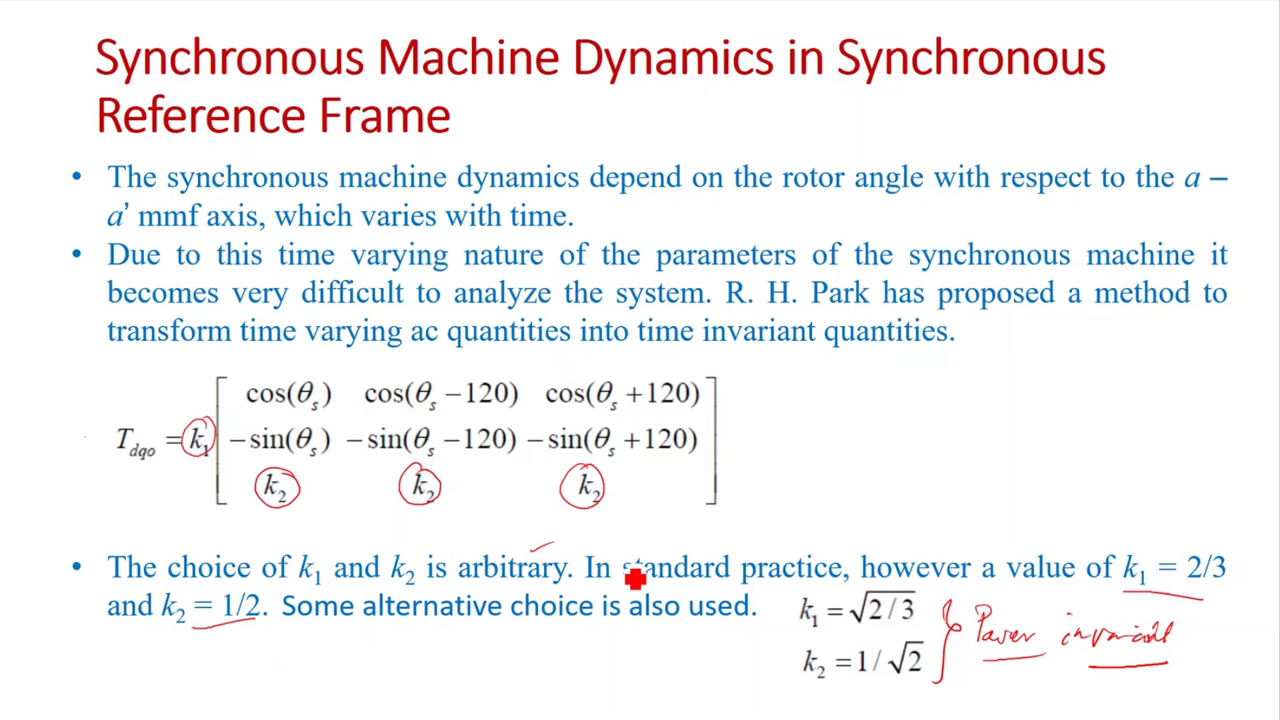 Synchronous Machine Dynamics in Synchronous
Reference Frame
• The synchronous machine dynamics depend on the rotor angle with respect to the a –
a' mmf axis, which varies with time.
• Due to this time varying nature of the parameters of the synchronous machine it
becomes very difficult to analyze the system. R. H. Park has proposed a method to
transform time varying ac quantities into time invariant quantities.
cos(θₛ) cos(θₛ −120) cos(θₛ +120)
T_dqo = k₁ −sin(θₛ) −sin(θₛ −120) −sin(θₛ +120)
k₂ k₂ k₂
• The choice of k₁ and k₂ is arbitrary. In standard practice, however a value of k₁ = 2/3
and k₂ = 1/2. Some alternative choice is also used.
k₁ = √2/3
Power invariant
k₂ = 1/√2